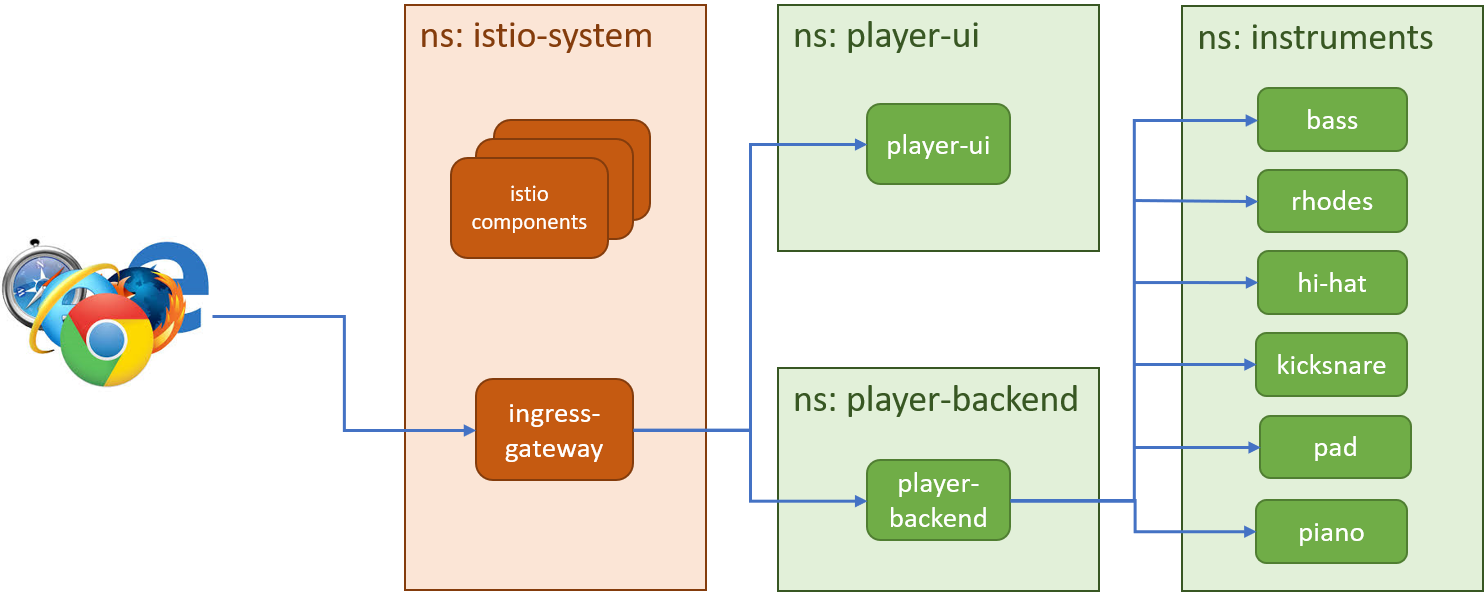 ns: istio-system
istio
components
ingress-
gateway
ns: player-ui
player-ui
ns: player-backend
player-
backend
ns: instruments
bass
rhodes
hi-hat
kicksnare
pad
piano